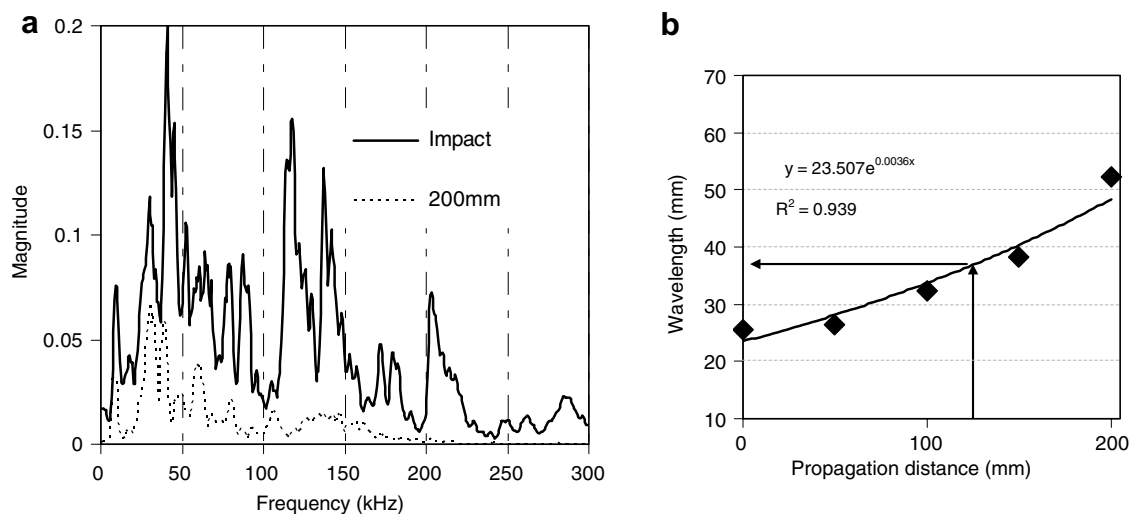 a
0.2
0.15
0.1
0.05
0
Magnitude
Impact
200mm
0 50 100 150 200 250 300
Frequency (kHz)
b
70
60
50
40
30
20
10
Wavelength (mm)
y = 23.507e^0.0036x
R² = 0.939
0 100 200
Propagation distance (mm)